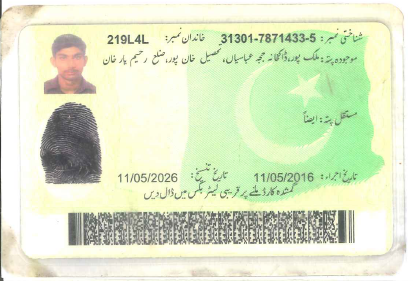 شناختی نمبر: 31301-7871433-5 خاندان نمبر: 219L4L
موجودہ پتہ: ملک پور، ڈاکخانہ ججہ عباسیاں، تحصیل خان پور، ضلع رحیم یار خان
مستقل پتہ: ایضاً
تاریخ اجراء: 11/05/2016 تاریخ تنسیخ: 11/05/2026
گمشدہ کارڈ ملنے پر قریبی لیٹر بکس میں ڈال دیں